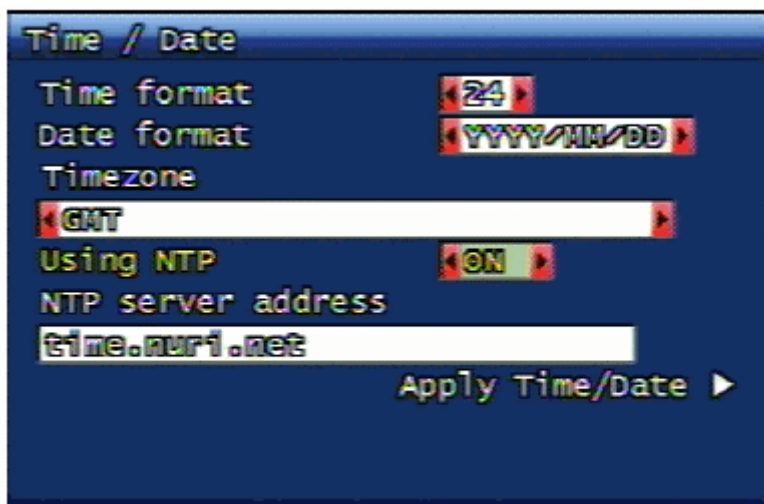 Time / Date
Time format 24
Date format YYYY/MM/DD
Timezone
GMT
Using NTP ON
NTP server address
time.nuri.net
Apply Time/Date